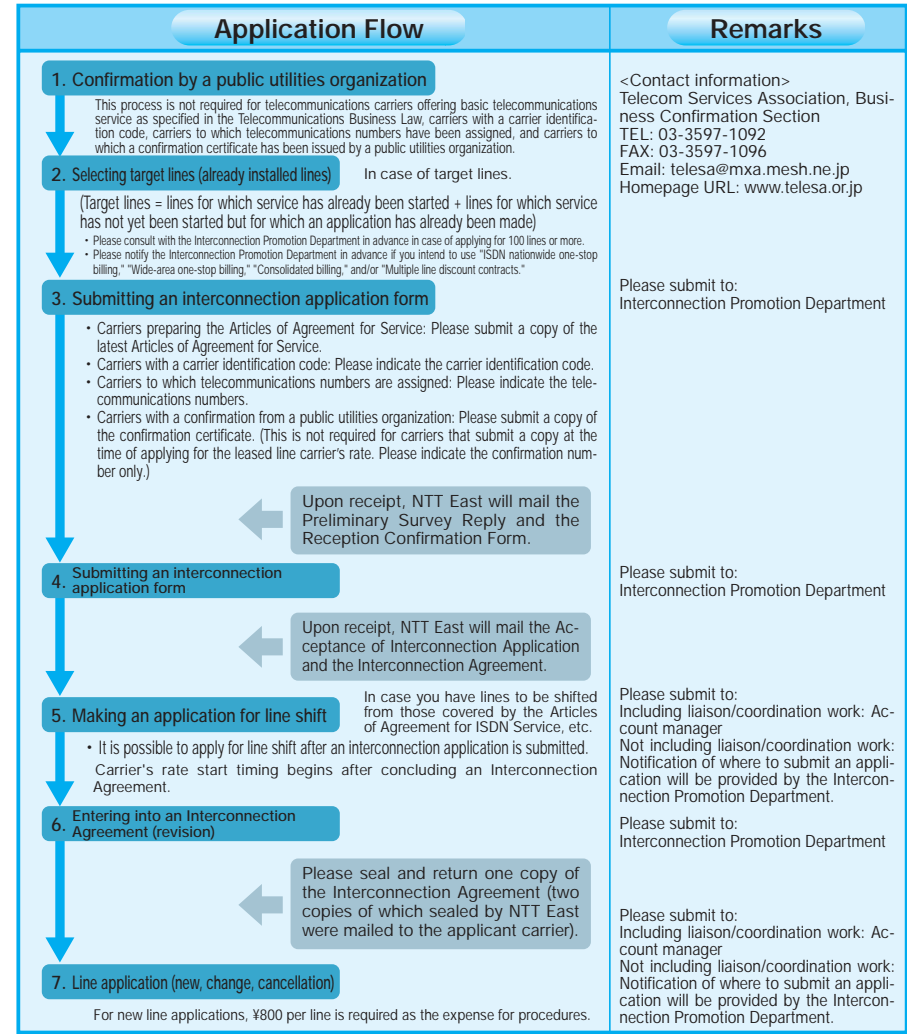 Application Flow
Remarks
1. Confirmation by a public utilities organization
This process is not required for telecommunications carriers offering basic telecommunications
service as specified in the Telecommunications Business Law, carriers with a carrier identifica-
tion code, carriers to which telecommunications numbers have been assigned, and carriers to
which a confirmation certificate has been issued by a public utilities organization.
<Contact information>
Telecom Services Association, Busi-
ness Confirmation Section
TEL: 03-3597-1092
FAX: 03-3597-1096
Email: telesa@mxa.mesh.ne.jp
Homepage URL: www.telesa.or.jp
2. Selecting target lines (already installed lines)
In case of target lines.
(Target lines = lines for which service has already been started + lines for which service
has not yet been started but for which an application has already been made)
• Please consult with the Interconnection Promotion Department in advance in case of applying for 100 lines or more.
• Please notify the Interconnection Promotion Department in advance if you intend to use "ISDN nationwide one-stop
billing," "Wide-area one-stop billing," "Consolidated billing," and/or "Multiple line discount contracts."
3. Submitting an interconnection application form
Please submit to:
Interconnection Promotion Department
• Carriers preparing the Articles of Agreement for Service: Please submit a copy of the
latest Articles of Agreement for Service.
• Carriers with a carrier identification code: Please indicate the carrier identification code.
• Carriers to which telecommunications numbers are assigned: Please indicate the tele-
communications numbers.
• Carriers with a confirmation from a public utilities organization: Please submit a copy of
the confirmation certificate. (This is not required for carriers that submit a copy at the
time of applying for the leased line carrier's rate. Please indicate the confirmation num-
ber only.)
Upon receipt, NTT East will mail the
Preliminary Survey Reply and the
Reception Confirmation Form.
4. Submitting an interconnection
application form
Please submit to:
Interconnection Promotion Department
Upon receipt, NTT East will mail the Ac-
ceptance of Interconnection Application
and the Interconnection Agreement.
5. Making an application for line shift
In case you have lines to be shifted
from those covered by the Articles
of Agreement for ISDN Service, etc.
• It is possible to apply for line shift after an interconnection application is submitted.
Carrier's rate start timing begins after concluding an Interconnection
Agreement.
Please submit to:
Including liaison/coordination work: Ac-
count manager
Not including liaison/coordination work:
Notification of where to submit an appli-
cation will be provided by the Intercon-
nection Promotion Department.
6. Entering into an Interconnection
Agreement (revision)
Please submit to:
Interconnection Promotion Department
Please seal and return one copy of
the Interconnection Agreement (two
copies of which sealed by NTT East
were mailed to the applicant carrier).
7. Line application (new, change, cancellation)
For new line applications, ¥800 per line is required as the expense for procedures.
Please submit to:
Including liaison/coordination work: Ac-
count manager
Not including liaison/coordination work:
Notification of where to submit an appli-
cation will be provided by the Intercon-
nection Promotion Department.